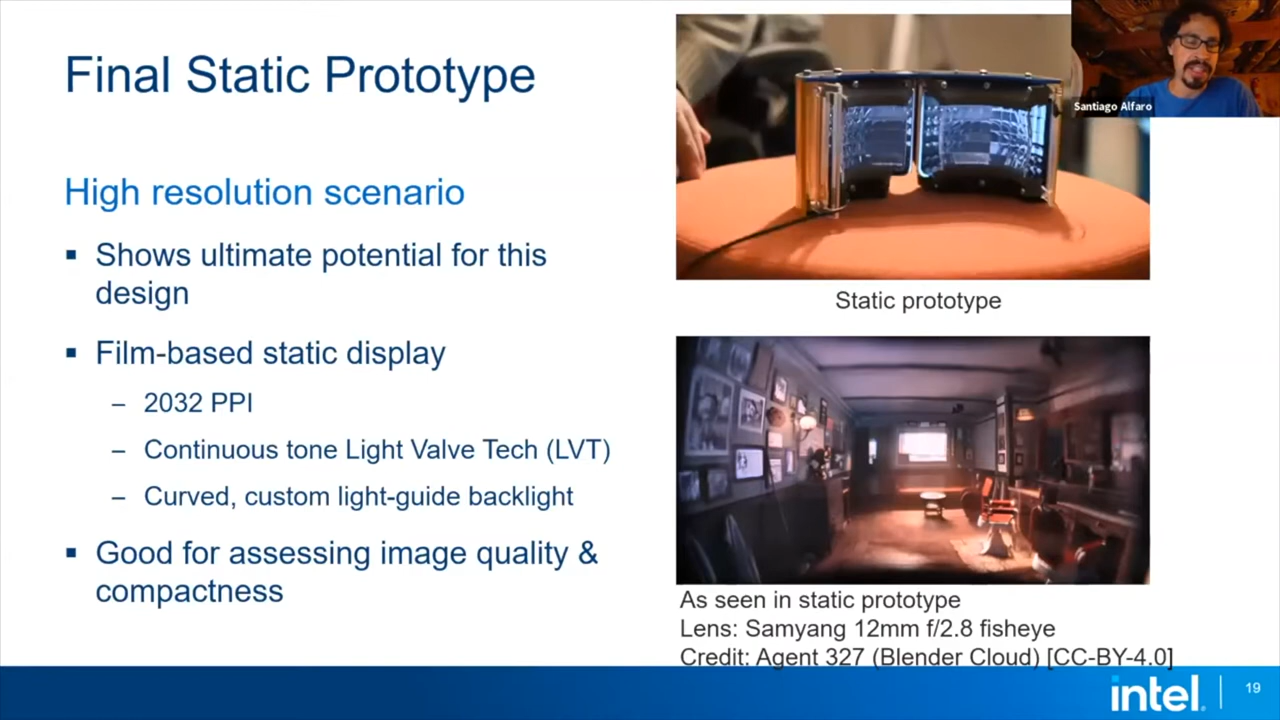 Final Static Prototype
High resolution scenario
▪ Shows ultimate potential for this
design
▪ Film-based static display
– 2032 PPI
– Continuous tone Light Valve Tech (LVT)
– Curved, custom light-guide backlight
▪ Good for assessing image quality &
compactness
Santiago Alfaro
Static prototype
As seen in static prototype
Lens: Samyang 12mm f/2.8 fisheye
Credit: Agent 327 (Blender Cloud) [CC-BY-4.0]
intel.
19